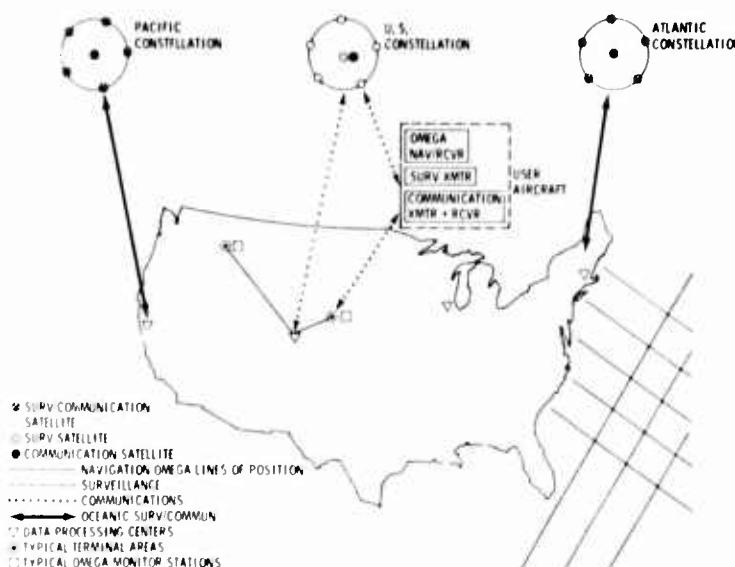 PACIFIC
CONSTELLATION
U. S.
CONSTELLATION
ATLANTIC
CONSTELLATION
OMEGA
NAV/RCVR
SURV XMTR
COMMUNICATION
XMTR + RCVR
USER
AIRCRAFT
SURV/COMMUNICATION
SATELLITE
SURV SATELLITE
COMMUNICATION SATELLITE
NAVIGATION OMEGA LINES OF POSITION
SURVEILLANCE
COMMUNICATIONS
OCEANIC SURV/COMMUN
DATA PROCESSING CENTERS
TYPICAL TERMINAL AREAS
TYPICAL OMEGA MONITOR STATIONS